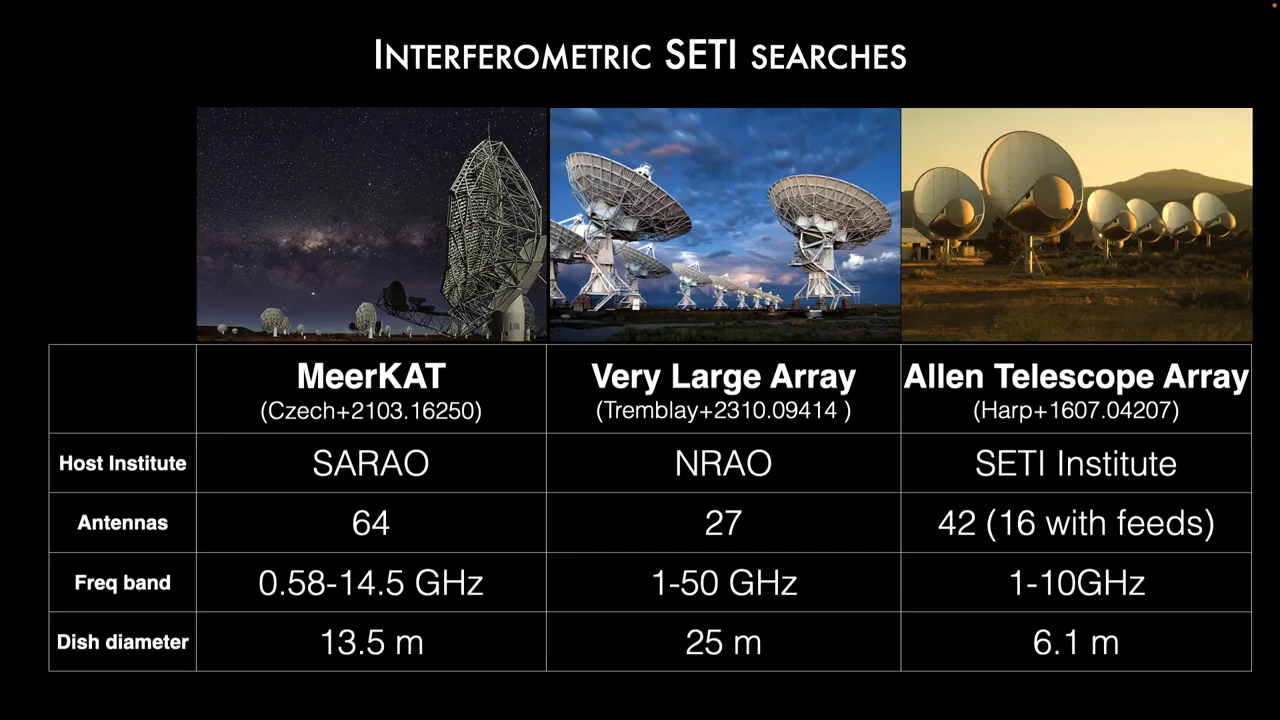 INTERFEROMETRIC SETI SEARCHES
MeerKAT
(Czech+2103.16250)
Very Large Array
(Tremblay+2310.09414 )
Allen Telescope Array
(Harp+1607.04207)
Host Institute
SARAO
NRAO
SETI Institute
Antennas
64
27
42 (16 with feeds)
Freq band
0.58-14.5 GHz
1-50 GHz
1-10GHz
Dish diameter
13.5 m
25 m
6.1 m